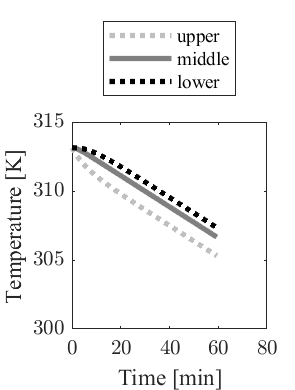 upper
middle
lower
315
310
305
300
Temperature [K]
0 20 40 60 80
Time [min]